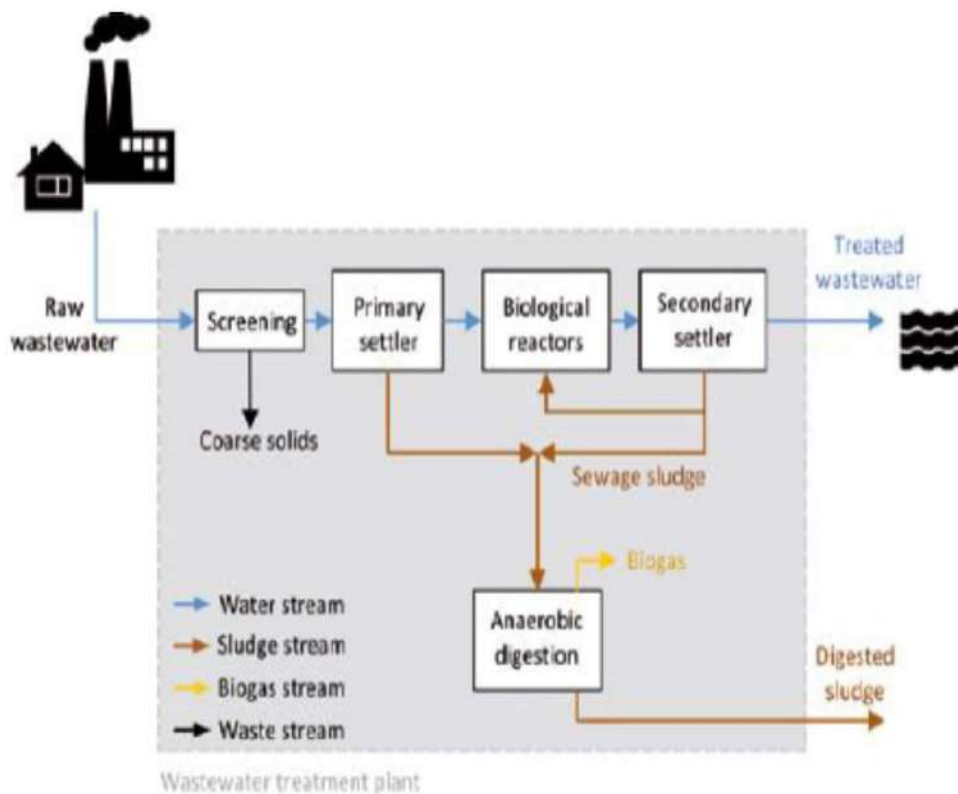 Raw
wastewater
Screening
Coarse solids
Primary
settler
Biological
reactors
Secondary
settler
Treated
wastewater
Sewage sludge
Biogas
Anaerobic
digestion
Digested
sludge
Water stream
Sludge stream
Biogas stream
Waste stream
Wastewater treatment plant